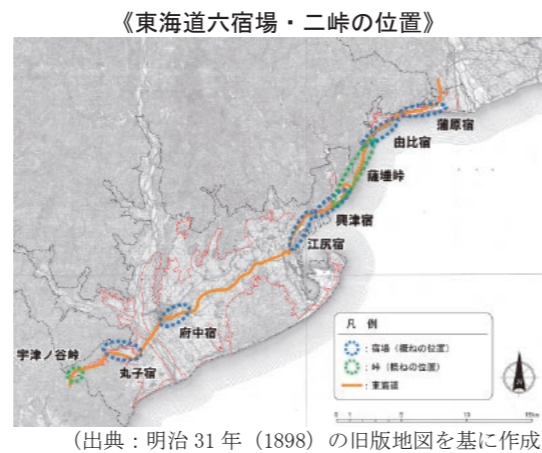 《東海道六宿場・二峠の位置》
蒲原宿
由比宿
薩埵峠
興津宿
江尻宿
府中宿
宇津ノ谷峠
丸子宿
凡 例
：宿場（概ねの位置）
：峠（概ねの位置）
：東海道
（出典：明治 31 年（1898）の旧版地図を基に作成